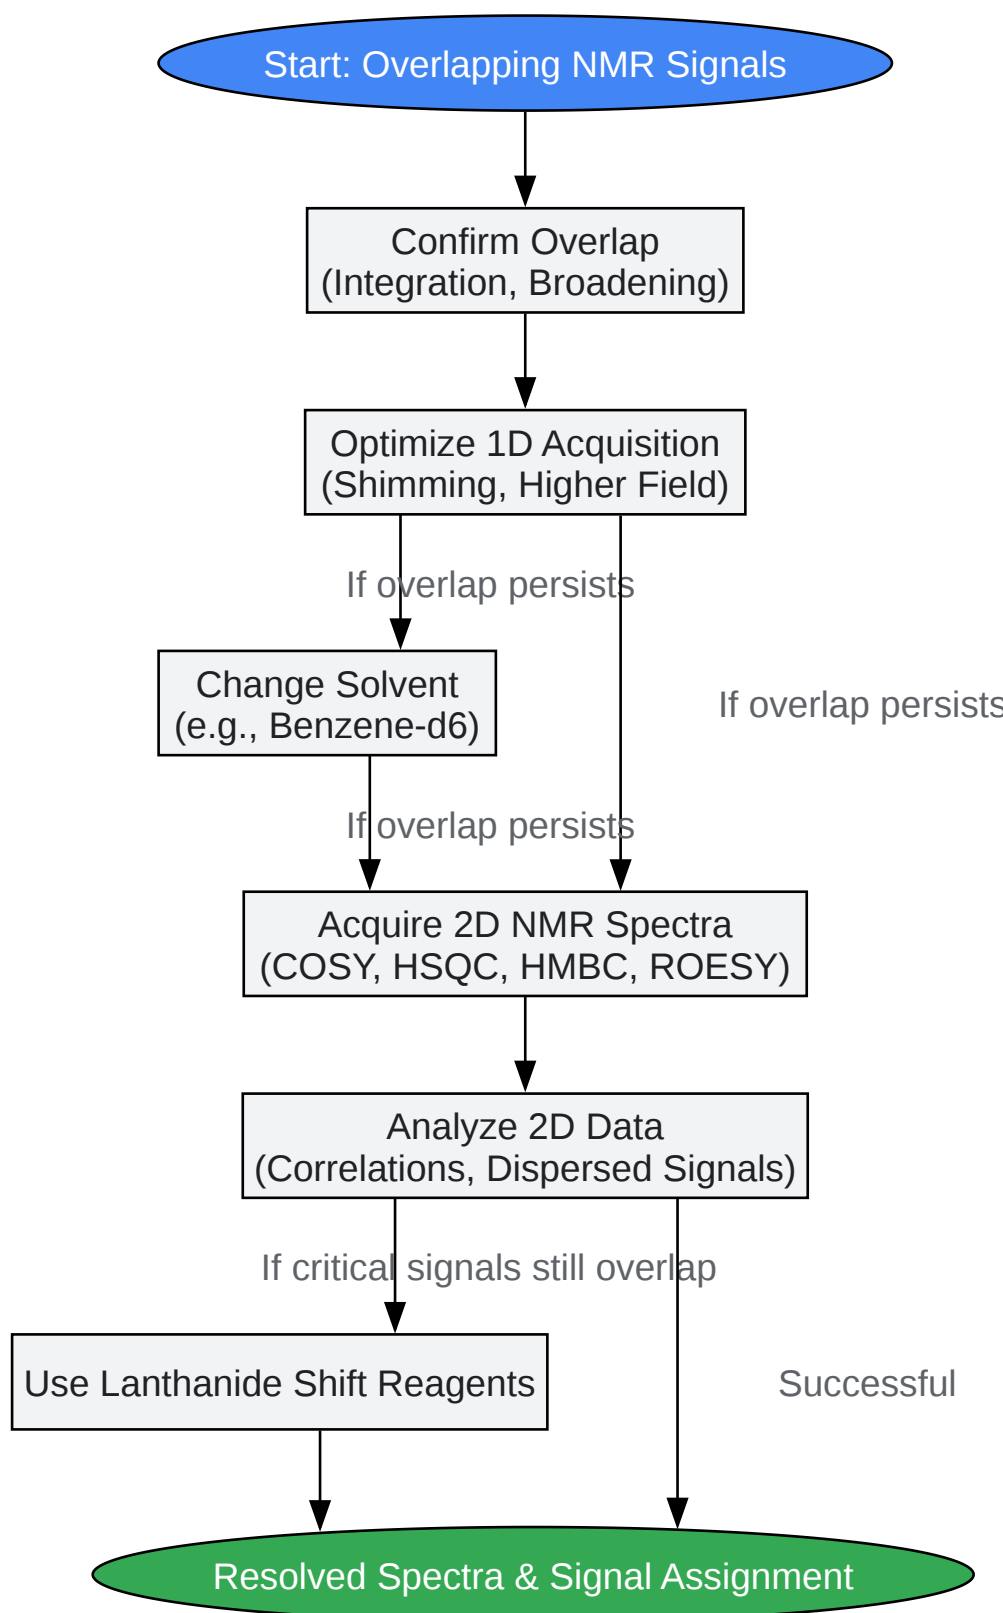 Start: Overlapping NMR Signals
Confirm Overlap
(Integration, Broadening)
Optimize 1D Acquisition
(Shimming, Higher Field)
If overlap persists
Change Solvent
(e.g., Benzene-d6)
If overlap persists
If overlap persists
Acquire 2D NMR Spectra
(COSY, HSQC, HMBC, ROESY)
Analyze 2D Data
(Correlations, Dispersed Signals)
If critical signals still overlap
Use Lanthanide Shift Reagents
Successful
Resolved Spectra & Signal Assignment